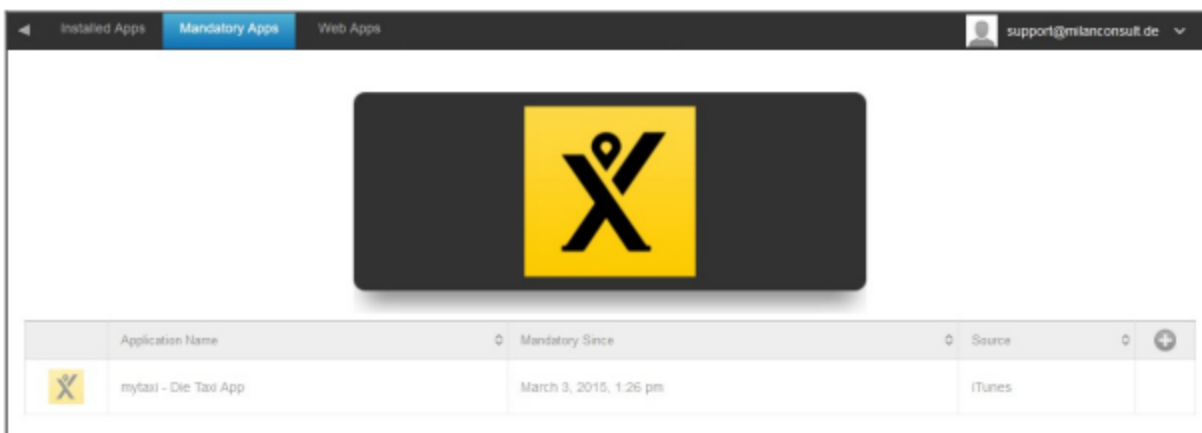 Installed Apps Mandatory Apps Web Apps support@milanconsult.de
Application Name Mandatory Since Source
mytaxi - Die Taxi App March 3, 2015, 1:26 pm iTunes